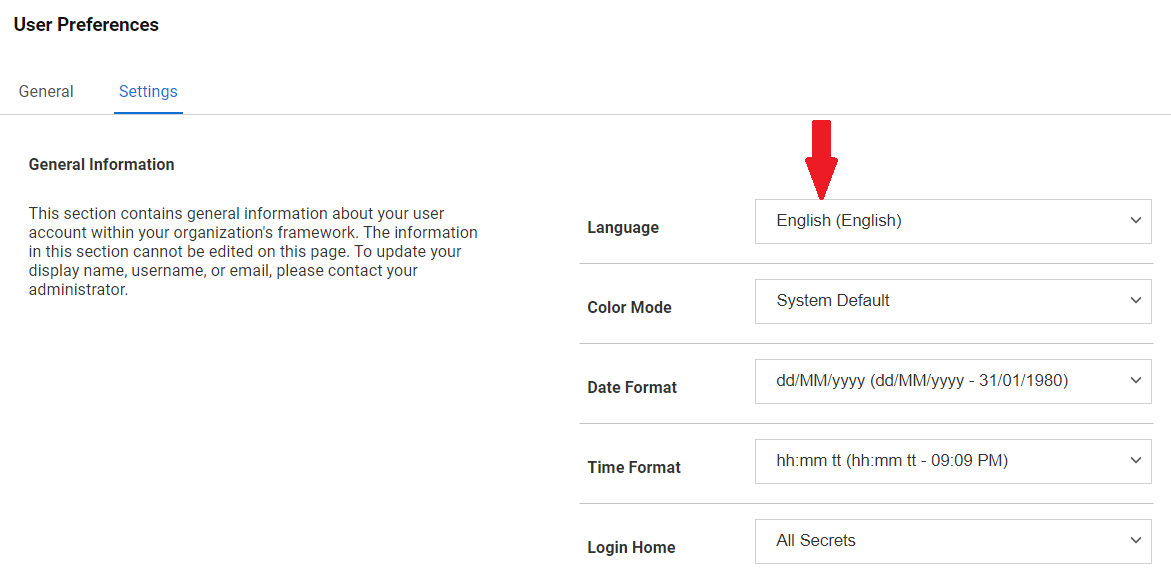 User Preferences
General
Settings
General Information
This section contains general information about your user
account within your organization's framework. The information
in this section cannot be edited on this page. To update your
display name, username, or email, please contact your
administrator.
Language
English (English)
Color Mode
System Default
Date Format
dd/MM/yyyy (dd/MM/yyyy - 31/01/1980)
Time Format
hh:mm tt (hh:mm tt - 09:09 PM)
Login Home
All Secrets